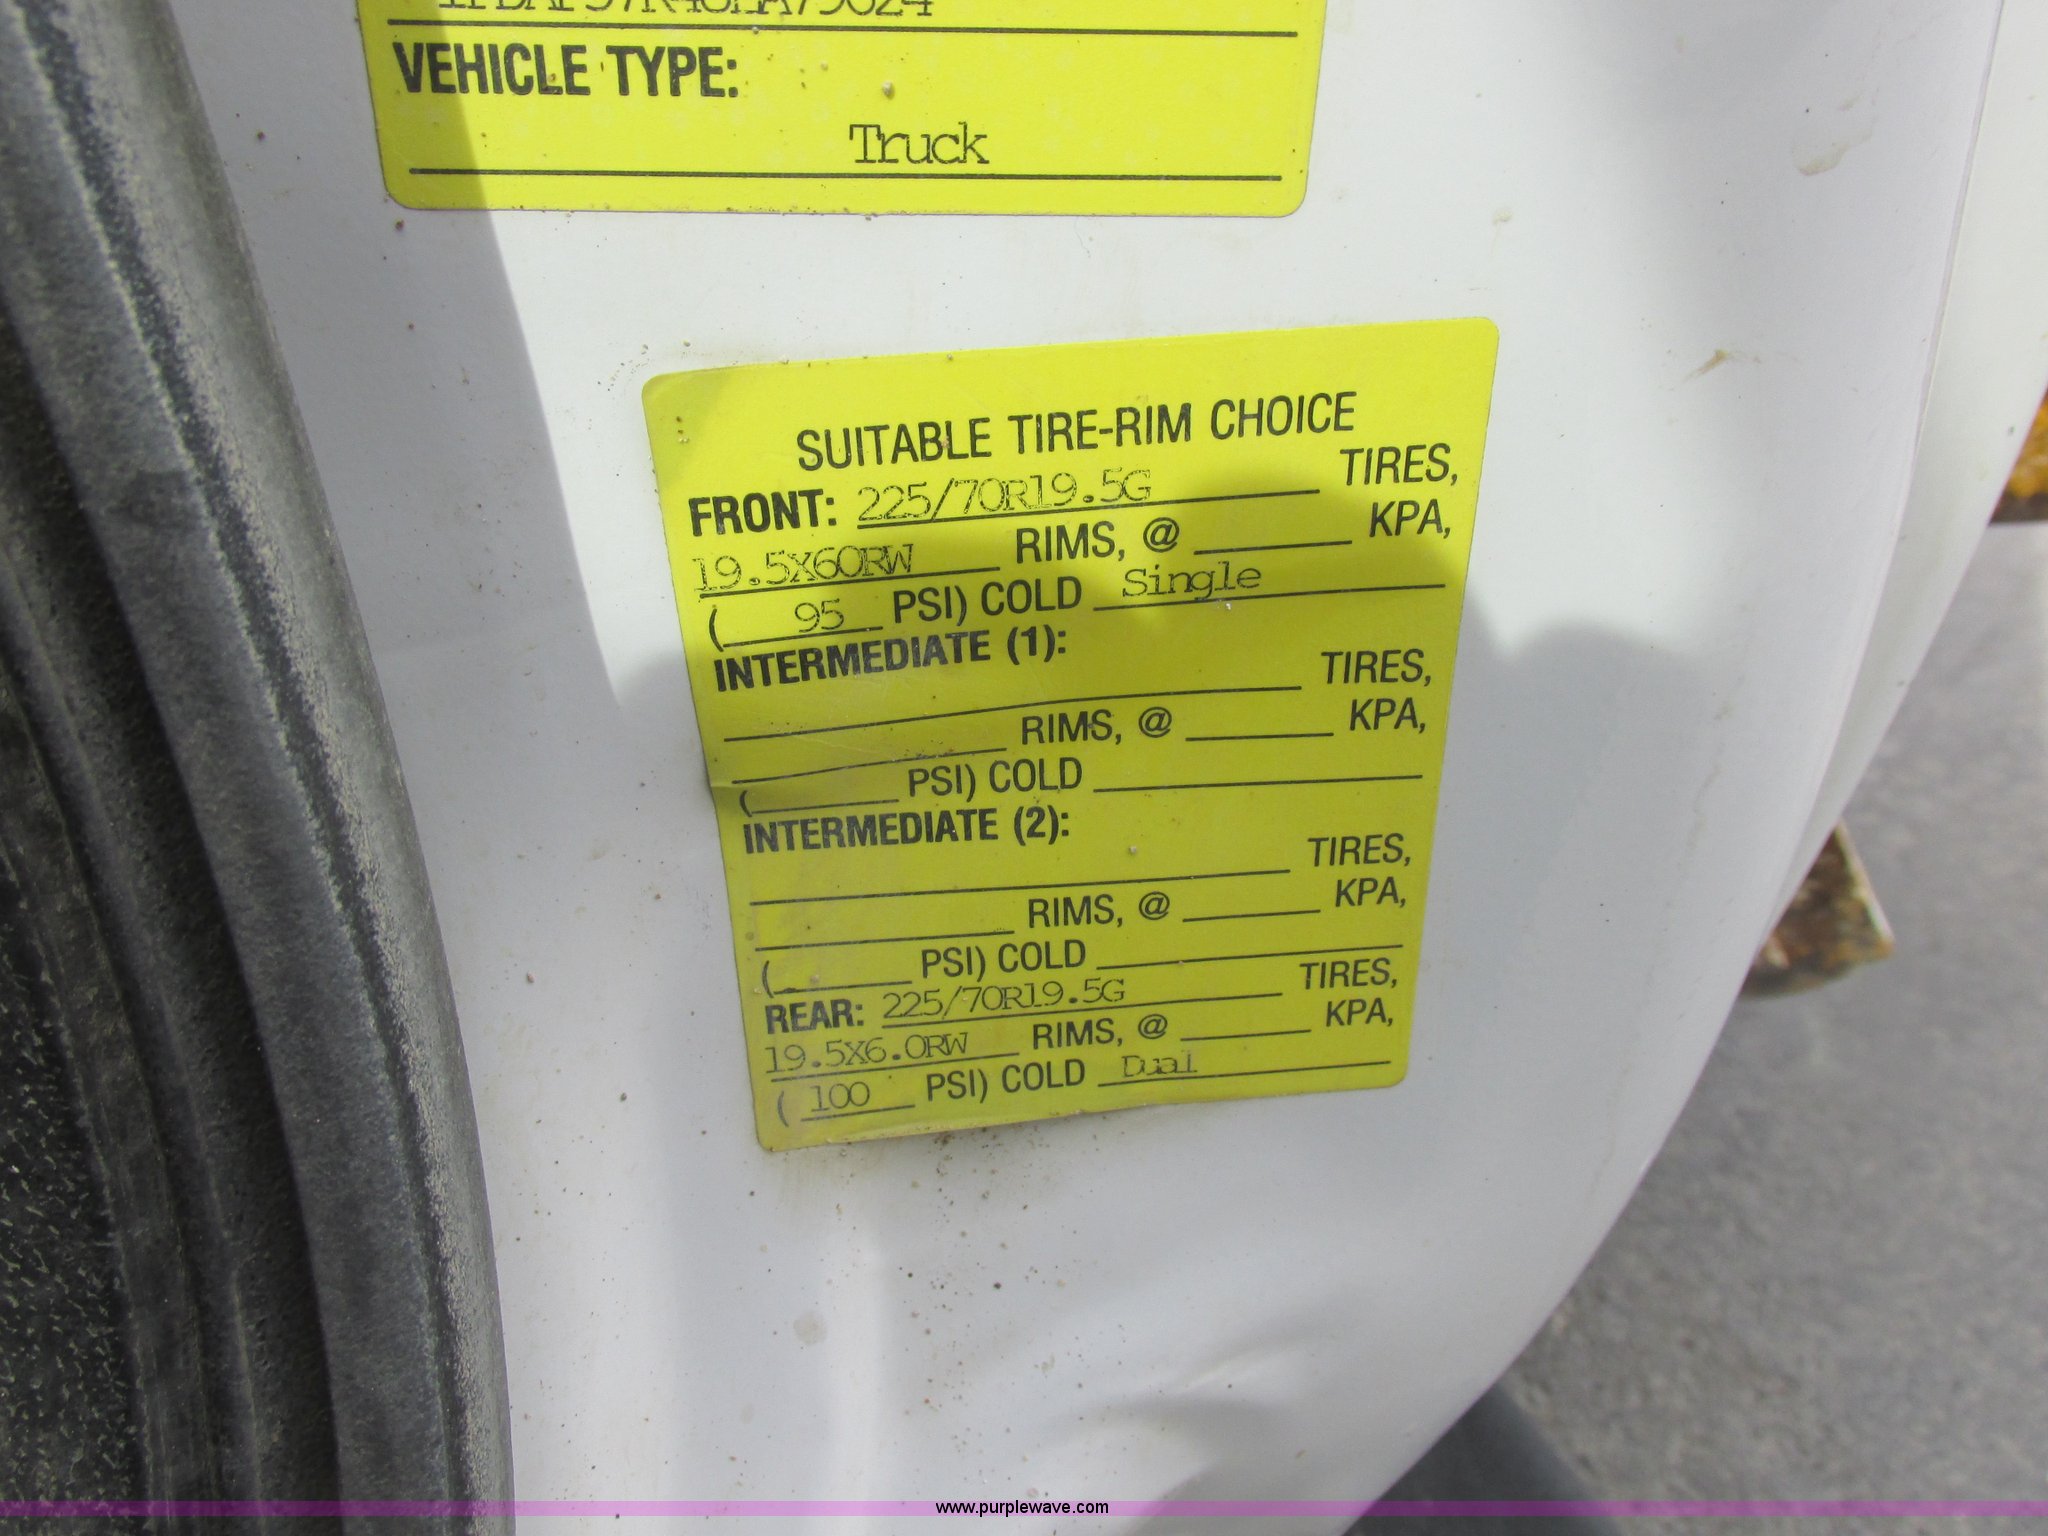 VEHICLE TYPE:
Truck
SUITABLE TIRE-RIM CHOICE
FRONT: 225/70R19.5G TIRES,
19.5X60RW RIMS, @ KPA,
( 95 PSI) COLD Single
INTERMEDIATE (1):
TIRES,
RIMS, @ KPA,
( PSI) COLD
INTERMEDIATE (2):
TIRES,
RIMS, @ KPA,
( PSI) COLD
REAR: 225/70R19.5G TIRES,
19.5X6.0RW RIMS, @ KPA,
( 100 PSI) COLD Dual
www.purplewave.com